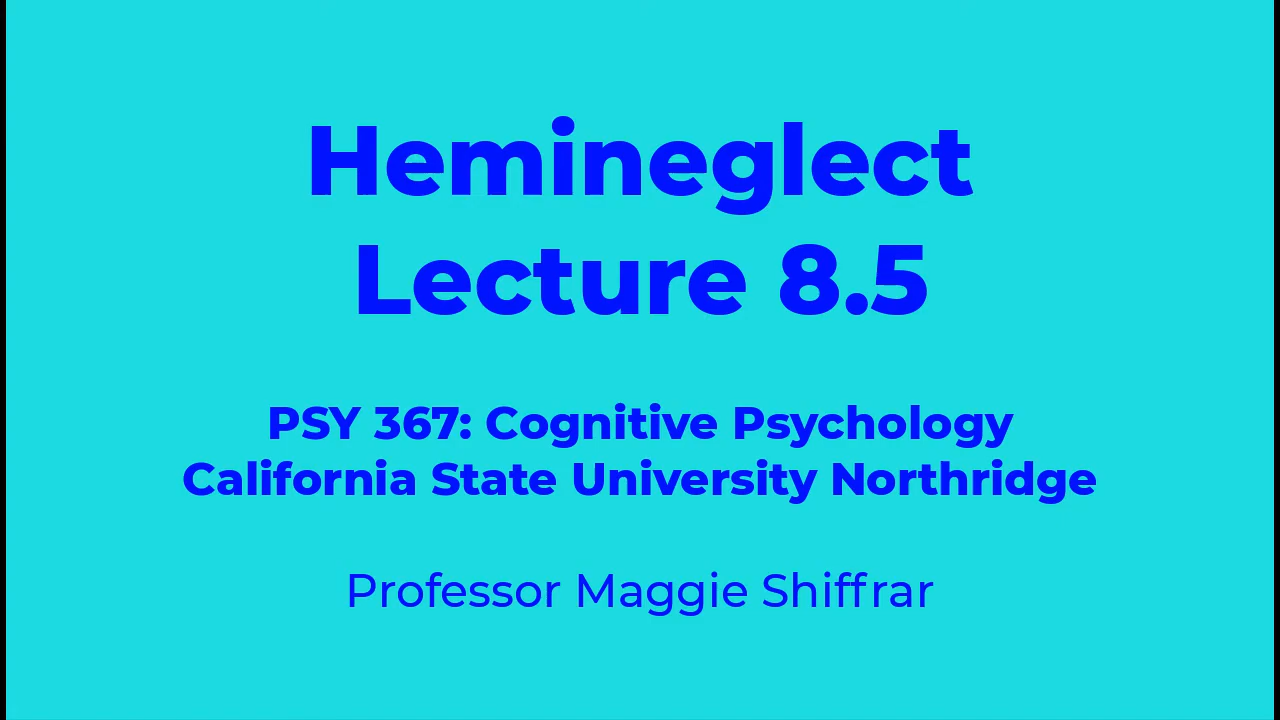 Hemineglect
Lecture 8.5
PSY 367: Cognitive Psychology
California State University Northridge
Professor Maggie Shiffrar